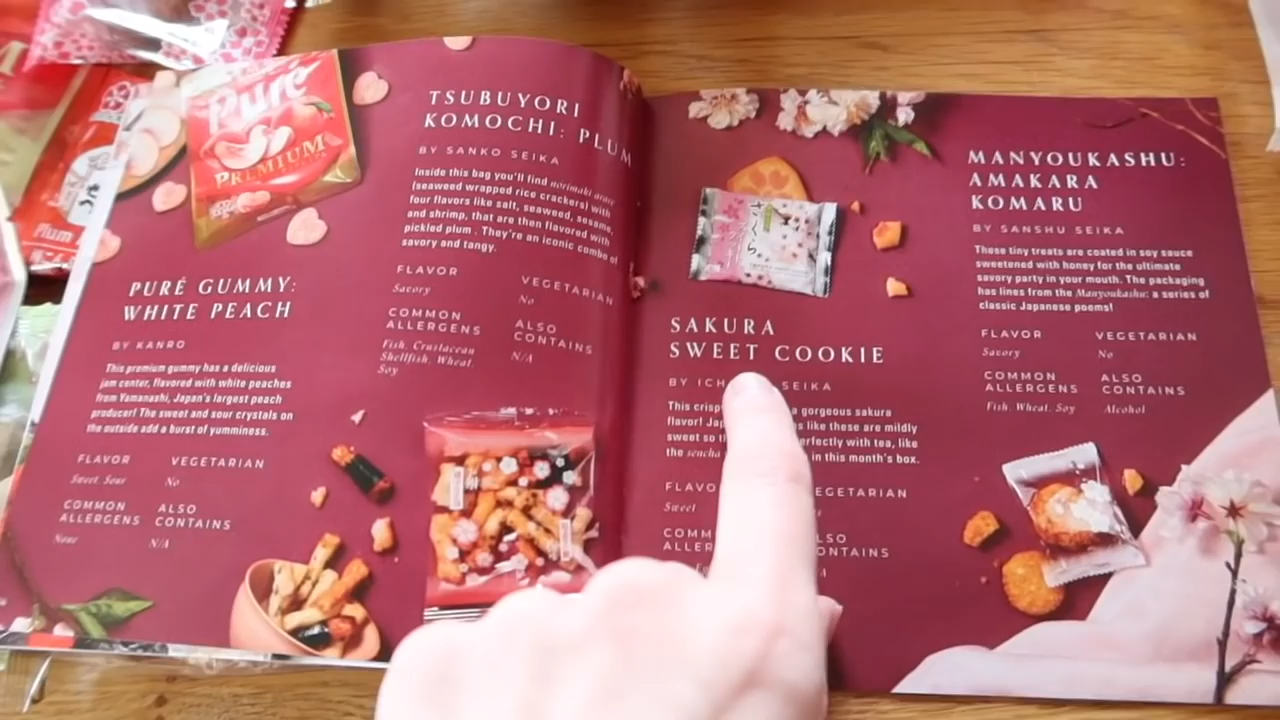 Puré
PREMIUM
PURÉ GUMMY:
WHITE PEACH
BY KANRO
This premium gummy has a delicious
jam center, flavored with white peaches
from Yamanashi, Japan's largest peach
producer! The sweet and sour crystals on
the outside add a burst of yumminess.
FLAVOR
Sweet, Sour
VEGETARIAN
No
COMMON
ALLERGENS
None
ALSO
CONTAINS
N/A
TSUBUYORI
KOMOCHI: PLUM
BY SANKO SEIKA
Inside this bag you'll find norimaki arare
(seaweed wrapped rice crackers) with
four flavors like salt, seaweed, sesame,
and shrimp, that are then flavored with
pickled plum. They're an iconic combo of
savory and tangy.
FLAVOR
Savory
VEGETARIAN
No
COMMON
ALLERGENS
Fish, Crustacean
Shellfish, Wheat,
Soy
ALSO
CONTAINS
N/A
さくら
SAKURA
SWEET COOKIE
BY ICH SEIKA
This crisp a gorgeous sakura
flavor! like these are mildly
sweet so perfectly with tea, like
the sencha in this month's box.
FLAVO
Sweet
EGETARIAN
COMM
ALLER
LSO
ONTAINS
MANYOUKASHU:
AMAKARA
KOMARU
BY SANSHU SEIKA
These tiny treats are coated in soy sauce
sweetened with honey for the ultimate
savory party in your mouth. The packaging
has lines from the Manyoukashu: a series of
classic Japanese poems!
FLAVOR
Savory
VEGETARIAN
No
COMMON
ALLERGENS
Fish, Wheat, Soy
ALSO
CONTAINS
Alcohol
Plum